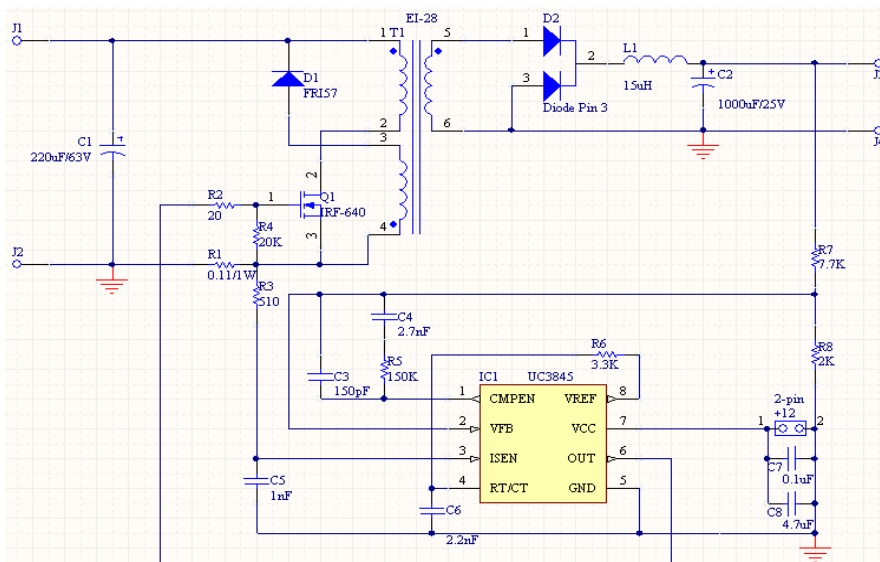 EI-28
J1
1
T1
5
D2
1
2
L1
D1
FRI57
3
15uH
+
C2
1000uF/25V
J
C1
+
220uF/63V
Diode Pin 3
2
3
6
J4
2
R2
20
1
Q1
IRF-640
R4
20K
3
4
J2
R1
0.11/1W
R7
7.7K
R3
510
C4
2.7nF
R6
3.3K
R8
2K
R5
150K
C3
150pF
IC1
UC3845
2-pin
+12
1
CMPEN
VREF
8
1
2
2
VFB
VCC
7
3
ISEN
OUT
6
C7
0.1uF
C5
1nF
4
RT/CT
GND
5
C6
2.2nF
C8
4.7uF